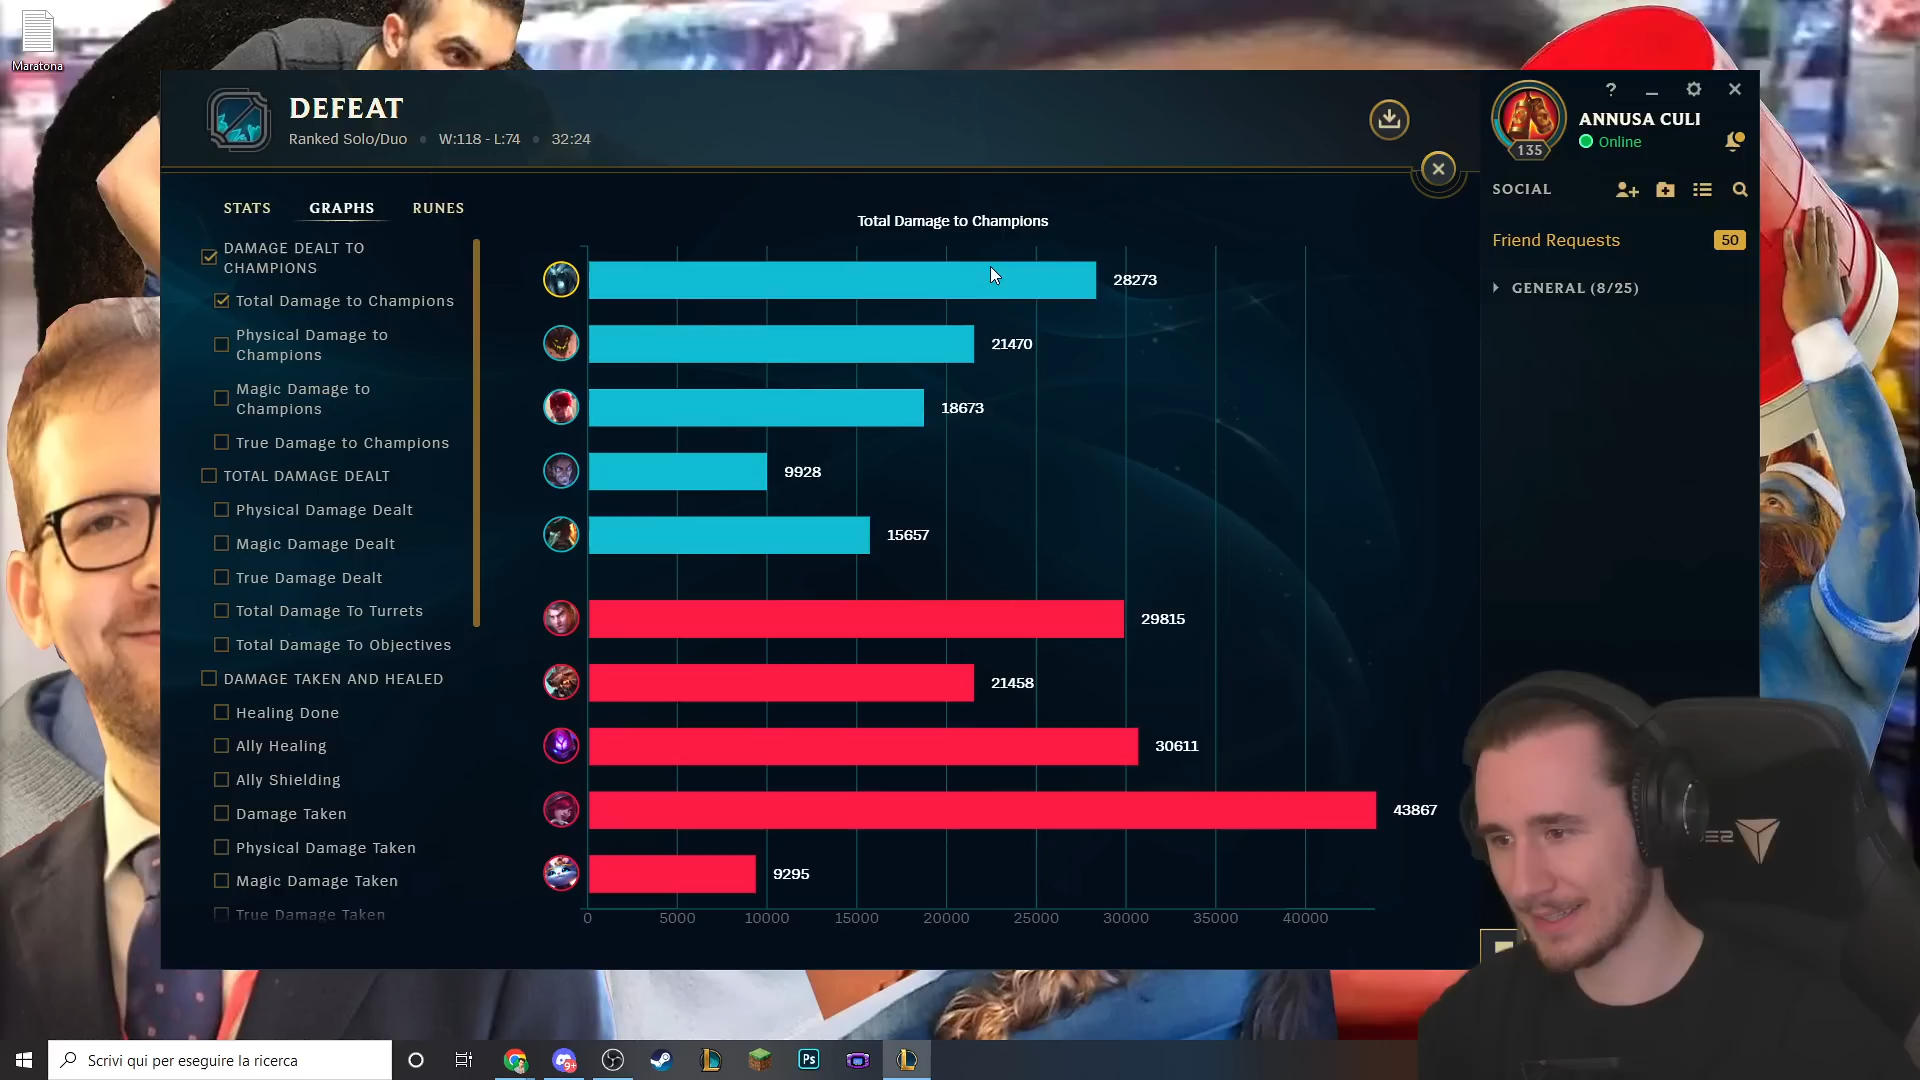 Maratona
DEFEAT
Ranked Solo/Duo • W:118 - L:74 • 32:24
?
ANNUSA CULI
Online
135
SOCIAL
Friend Requests 50
GENERAL (8/25)
STATS GRAPHS RUNES
DAMAGE DEALT TO
CHAMPIONS
Total Damage to Champions
Physical Damage to
Champions
Magic Damage to
Champions
True Damage to Champions
TOTAL DAMAGE DEALT
Physical Damage Dealt
Magic Damage Dealt
True Damage Dealt
Total Damage To Turrets
Total Damage To Objectives
DAMAGE TAKEN AND HEALED
Healing Done
Ally Healing
Ally Shielding
Damage Taken
Physical Damage Taken
Magic Damage Taken
True Damage Taken
Total Damage to Champions
28273
21470
18673
9928
15657
29815
21458
30611
43867
9295
0 5000 10000 15000 20000 25000 30000 35000 40000
Scrivi qui per eseguire la ricerca
9+
Ps